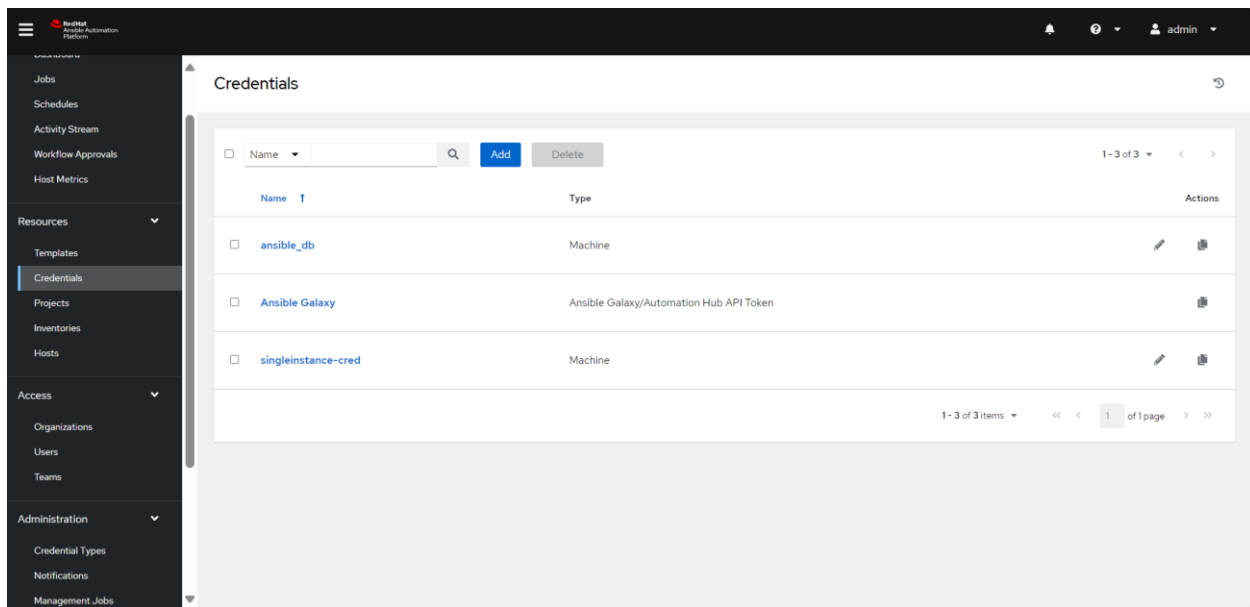 Red Hat
Ansible Automation
Platform
admin
Dashboard
Jobs
Schedules
Activity Stream
Workflow Approvals
Host Metrics
Resources
Templates
Credentials
Projects
Inventories
Hosts
Access
Organizations
Users
Teams
Administration
Credential Types
Notifications
Management Jobs
Credentials
Name Add Delete 1 - 3 of 3
Name Type Actions
ansible_db Machine
Ansible Galaxy Ansible Galaxy/Automation Hub API Token
singleinstance-cred Machine
1 - 3 of 3 items 1 of 1 page